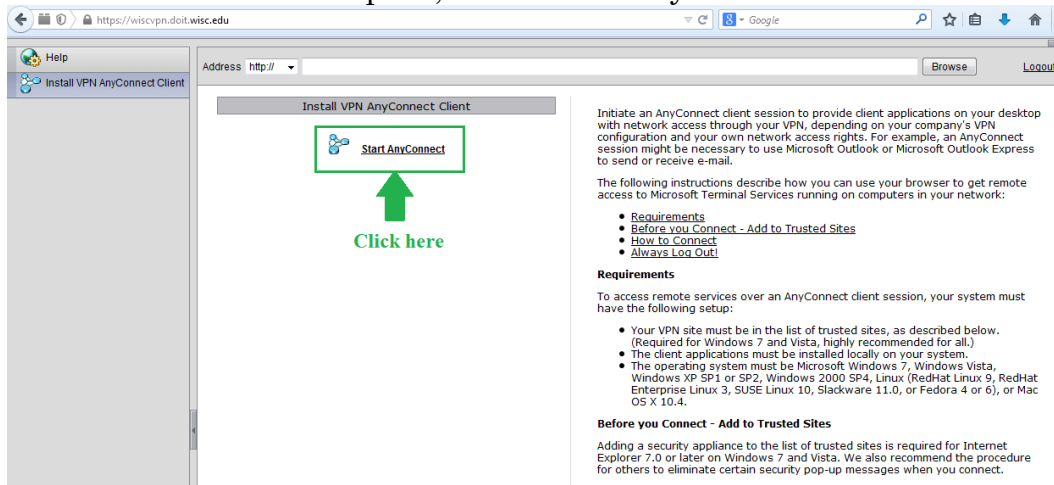 https://wiscvpn.doit.wisc.edu
Google
Help
Install VPN AnyConnect Client
Address http://
Browse
Logout
Install VPN AnyConnect Client
Start AnyConnect
Click here
Initiate an AnyConnect client session to provide client applications on your desktop
with network access through your VPN, depending on your company's VPN
configuration and your own network access rights. For example, an AnyConnect
session might be necessary to use Microsoft Outlook or Microsoft Outlook Express
to send or receive e-mail.
The following instructions describe how you can use your browser to get remote
access to Microsoft Terminal Services running on computers in your network:
Requirements
Before you Connect - Add to Trusted Sites
How to Connect
Always Log Out!
Requirements
To access remote services over an AnyConnect client session, your system must
have the following setup:
Your VPN site must be in the list of trusted sites, as described below.
(Required for Windows 7 and Vista, highly recommended for all.)
The client applications must be installed locally on your system.
The operating system must be Microsoft Windows 7, Windows Vista,
Windows XP SP1 or SP2, Windows 2000 SP4, Linux (RedHat Linux 9, RedHat
Enterprise Linux 3, SUSE Linux 10, Slackware 11.0, or Fedora 4 or 6), or Mac
OS X 10.4.
Before you Connect - Add to Trusted Sites
Adding a security appliance to the list of trusted sites is required for Internet
Explorer 7.0 or later on Windows 7 and Vista. We also recommend the procedure
for others to eliminate certain security pop-up messages when you connect.